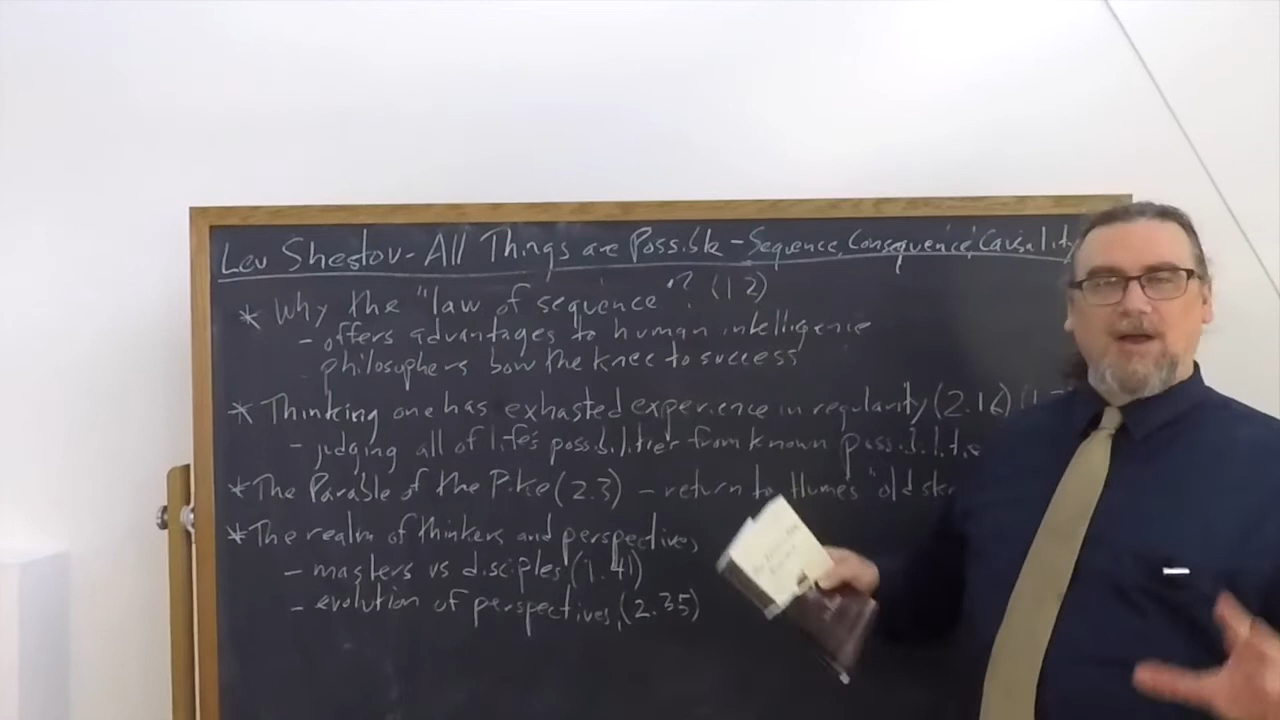 Lev Shestov - All Things are Possible - Sequence, Consequence, Causality
* Why the "law of sequence"? (1.2)
- offers advantages to human intelligence
philosophers bow the knee to success
* Thinking one has exhasted experience in regularity (2.16)
- judging all of life's possibilities from known possibilities
* The Parable of the Pike (2.3) - return to Humes "old
* The realm of thinkers and perspectives
- masters vs disciples (1.41)
- evolution of perspectives, (2.35)